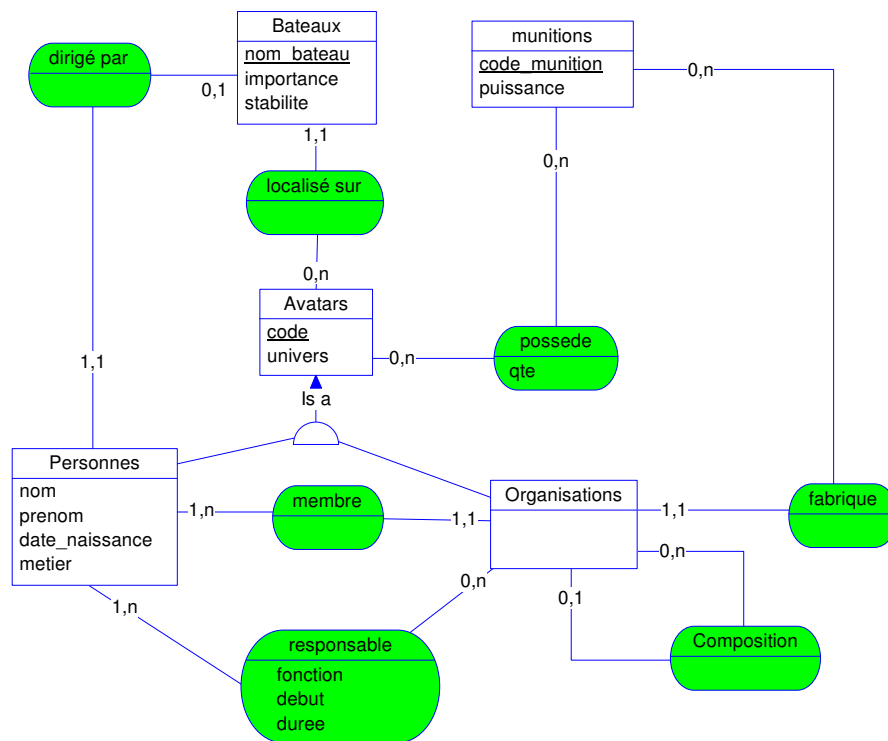 Bateaux
nom_bateau
importance
stabilite
munitions
code_munition
puissance
dirigé par
0,1
0,n
1,1
0,n
localisé sur
0,n
Avatars
code
univers
0,n
possede
qte
1,1
Is a
Personnes
nom
prenom
date_naissance
metier
1,n
membre
1,1
Organisations
1,1
fabrique
0,n
0,n
0,1
1,n
responsable
fonction
debut
duree
Composition